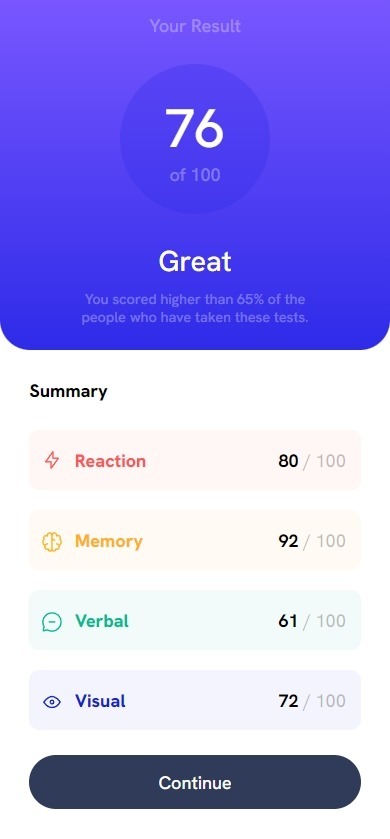 Your Result
76
of 100
Great
You scored higher than 65% of the
people who have taken these tests.
Summary
Reaction 80 / 100
Memory 92 / 100
Verbal 61 / 100
Visual 72 / 100
Continue